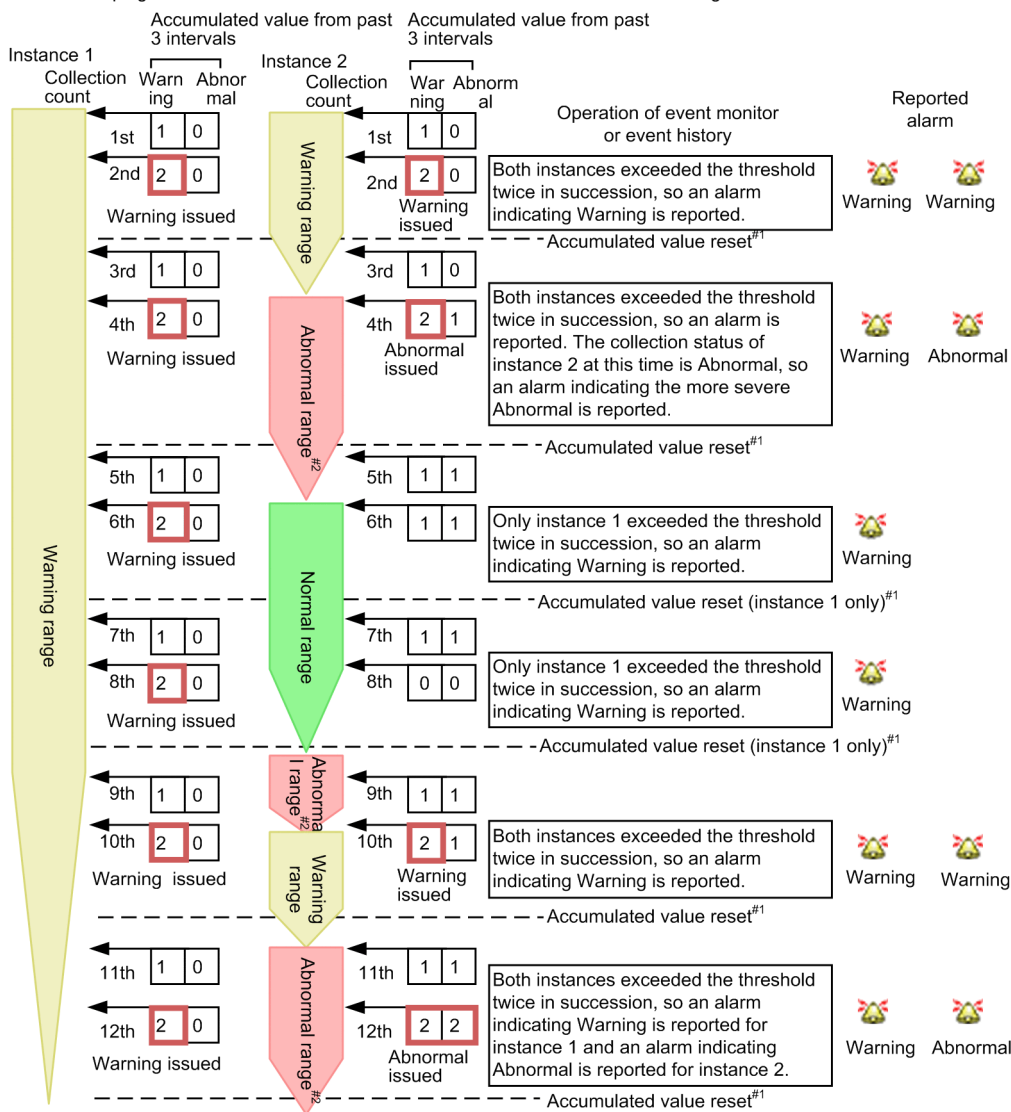 Accumulated value from past
3 intervals
Accumulated value from past
3 intervals
Instance 1
Instance 2
Collection
count
Warn
ing
Abnor
mal
Collection
count
War
ning
Abnorm
al
Operation of event monitor
or event history
Reported
alarm
Warning range
Warning range
1st 1 0
1st 1 0
2nd 2 0
Warning issued
2nd 2 0
Warning
issued
Both instances exceeded the threshold
twice in succession, so an alarm
indicating Warning is reported.
Warning Warning
Accumulated value reset#1
3rd 1 0
3rd 1 0
Abnormal range#2
4th 2 0
Warning issued
4th 2 1
Abnormal
issued
Both instances exceeded the threshold
twice in succession, so an alarm is
reported. The collection status of
instance 2 at this time is Abnormal, so
an alarm indicating the more severe
Abnormal is reported.
Warning Abnormal
Accumulated value reset#1
5th 1 0
5th 1 1
Normal range
6th 2 0
Warning issued
6th 1 1
Only instance 1 exceeded the threshold
twice in succession, so an alarm
indicating Warning is reported.
Warning
Accumulated value reset (instance 1 only)#1
7th 1 0
7th 1 1
8th 2 0
Warning issued
8th 0 0
Only instance 1 exceeded the threshold
twice in succession, so an alarm
indicating Warning is reported.
Warning
Accumulated value reset (instance 1 only)#1
Abnorma
l range#2
9th 1 0
9th 1 1
Warning
range
10th 2 0
Warning issued
10th 2 1
Warning
issued
Both instances exceeded the threshold
twice in succession, so an alarm
indicating Warning is reported.
Warning Warning
Accumulated value reset#1
Abnormal range#2
11th 1 0
11th 1 1
12th 2 0
Warning issued
12th 2 2
Abnormal
issued
Both instances exceeded the threshold
twice in succession, so an alarm
indicating Warning is reported for
instance 1 and an alarm indicating
Abnormal is reported for instance 2.
Warning Abnormal
Accumulated value reset#1